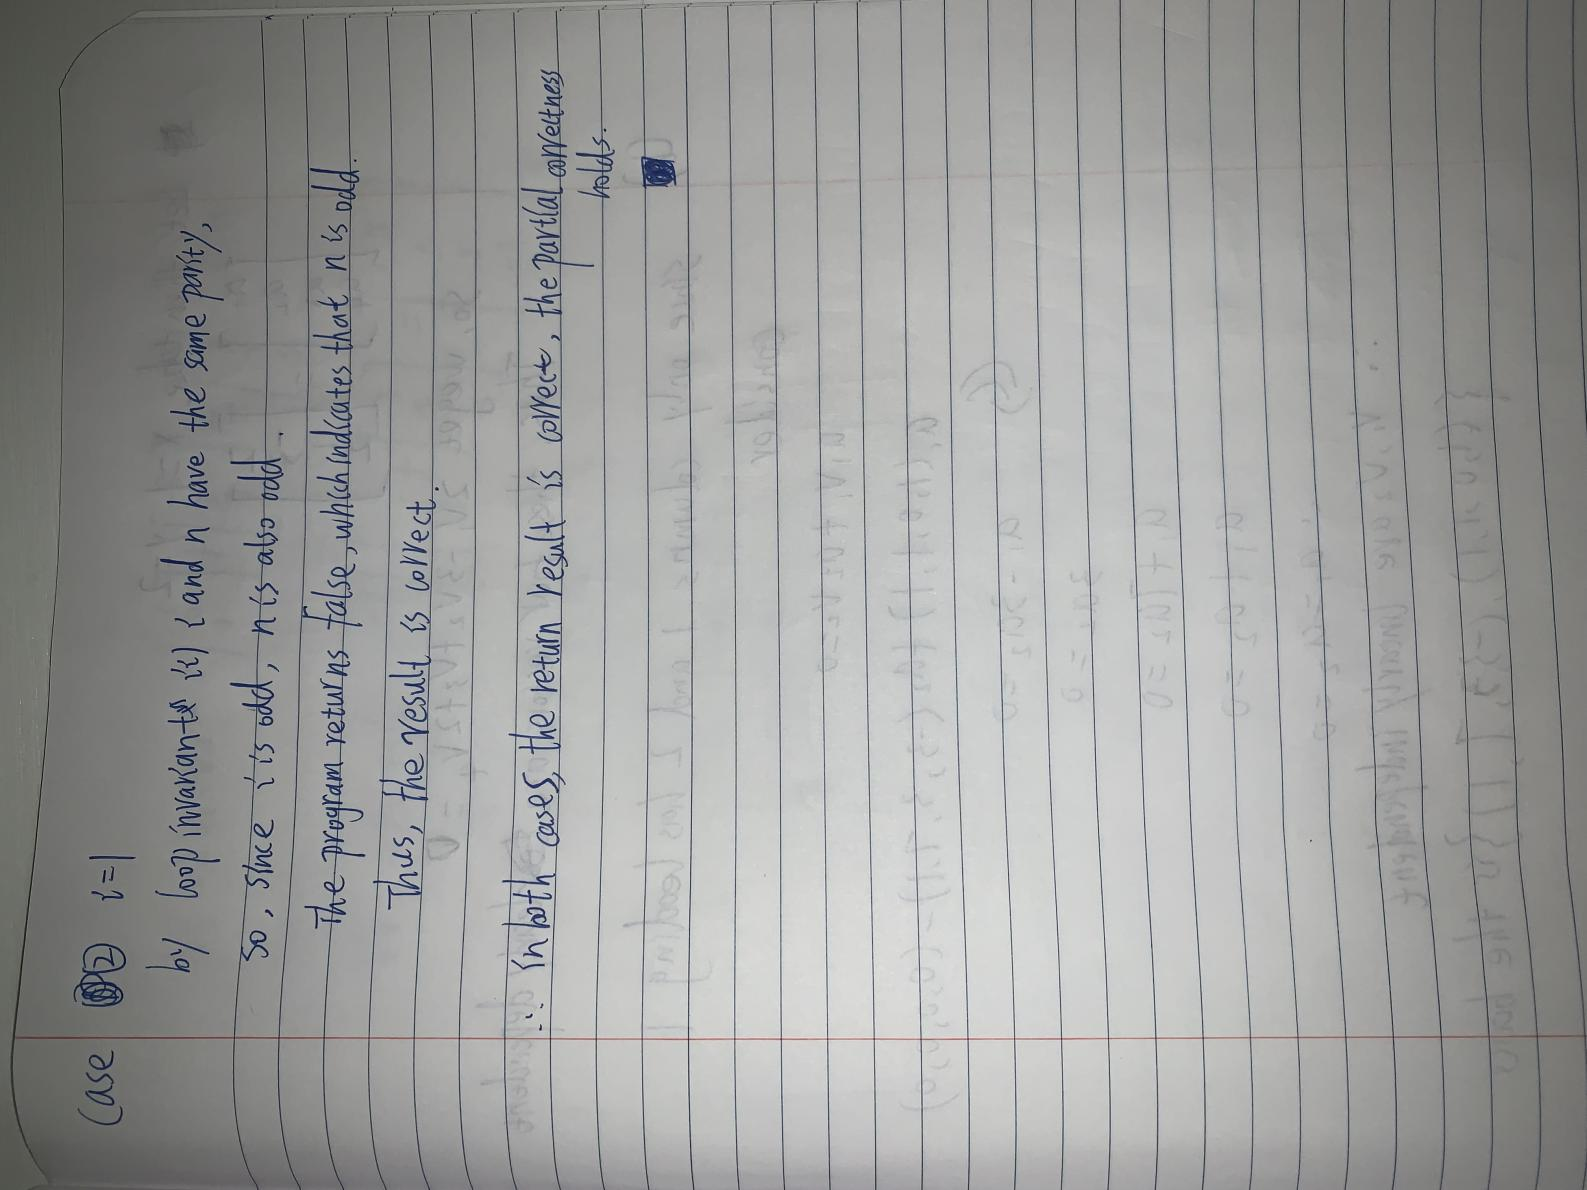 Case ② i=1
by loop invariant ii) i and n have the same parity,
So, since i is odd, n is also odd.
The program returns false, which indicates that n is odd.
Thus, the result is correct.
∴ in both cases, the return result is correct, the partial correctness
holds.